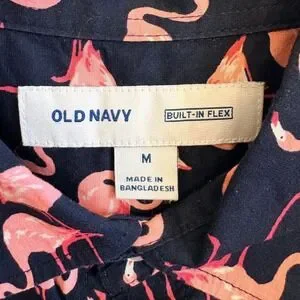 OLD NAVY
BUILT-IN FLEX
M
MADE IN
BANGLADESH